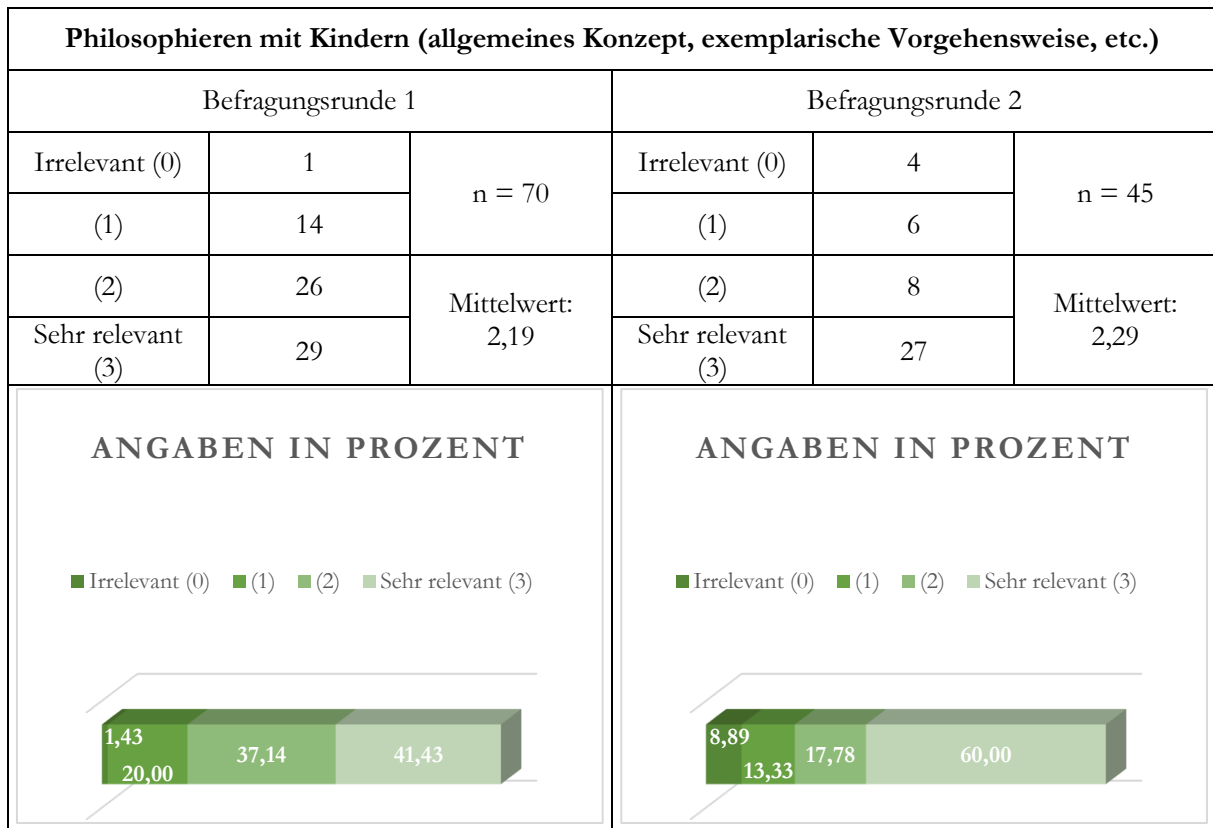 Philosophieren mit Kindern (allgemeines Konzept, exemplarische Vorgehensweise, etc.)
Befragungsrunde 1
Irrelevant (0)
1
n = 70
(1)
14
(2)
26
Mittelwert:
2,19
Sehr relevant
(3)
29
Befragungsrunde 2
Irrelevant (0)
4
n = 45
(1)
6
(2)
8
Mittelwert:
2,29
Sehr relevant
(3)
27
ANGABEN IN PROZENT
Irrelevant (0) (1) (2) Sehr relevant (3)
1,43
20,00
37,14
41,43
ANGABEN IN PROZENT
Irrelevant (0) (1) (2) Sehr relevant (3)
8,89
13,33
17,78
60,00